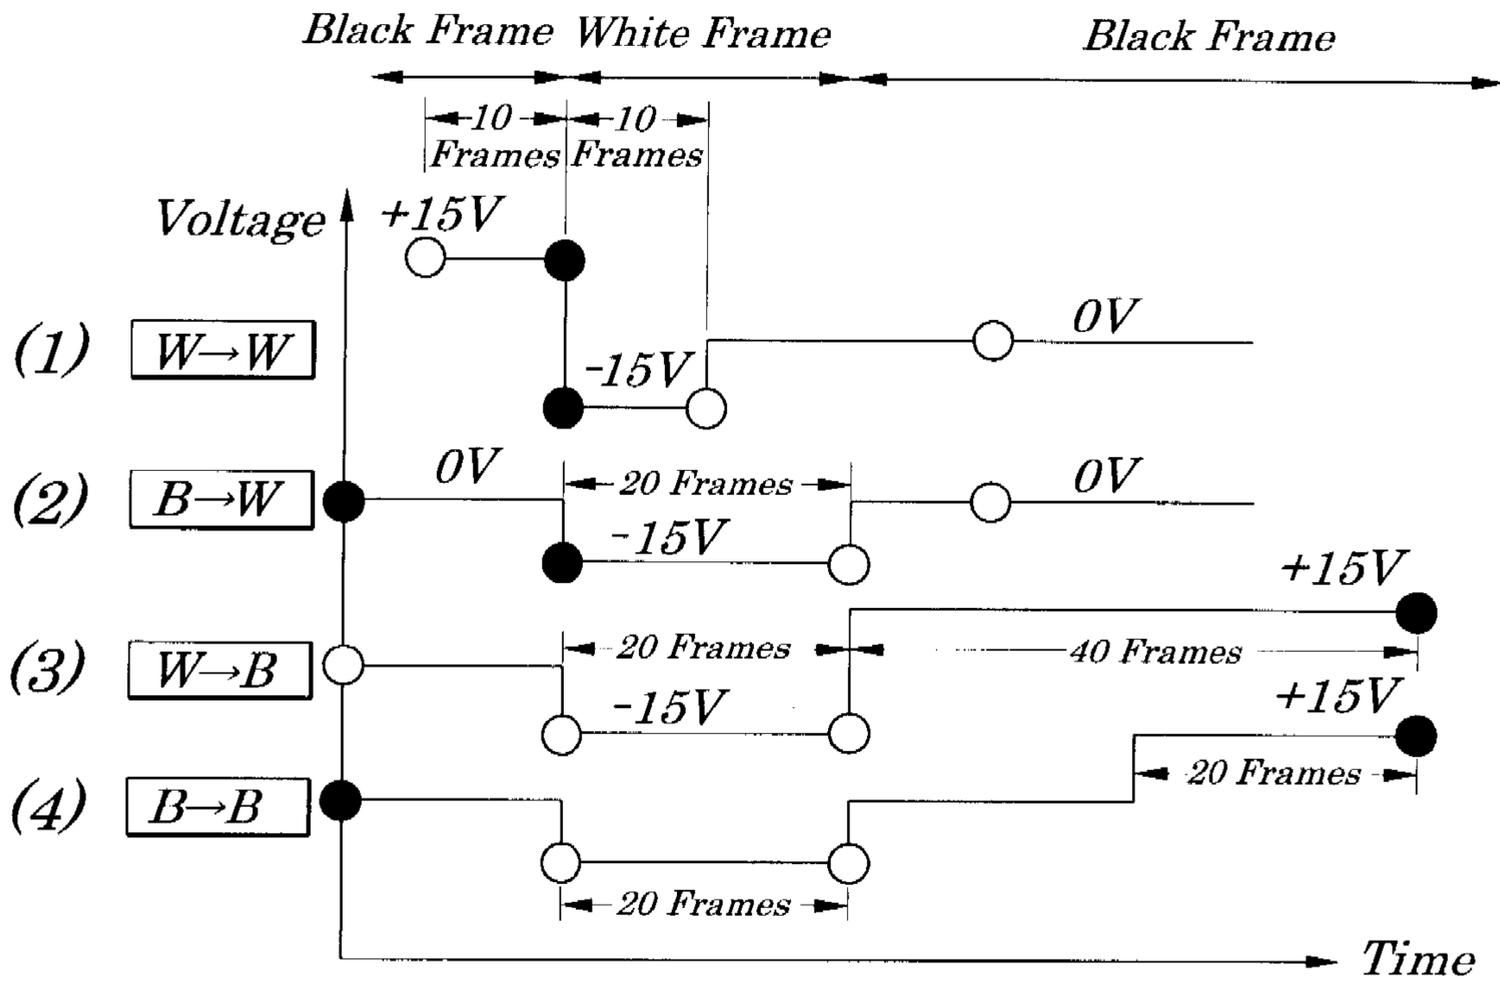 Black Frame White Frame Black Frame
10 Frames 10 Frames
Voltage
+15V
(1) W→W -15V 0V
(2) B→W 0V 20 Frames -15V 0V
+15V
(3) W→B 20 Frames -15V 40 Frames
+15V
(4) B→B 20 Frames
20 Frames
Time